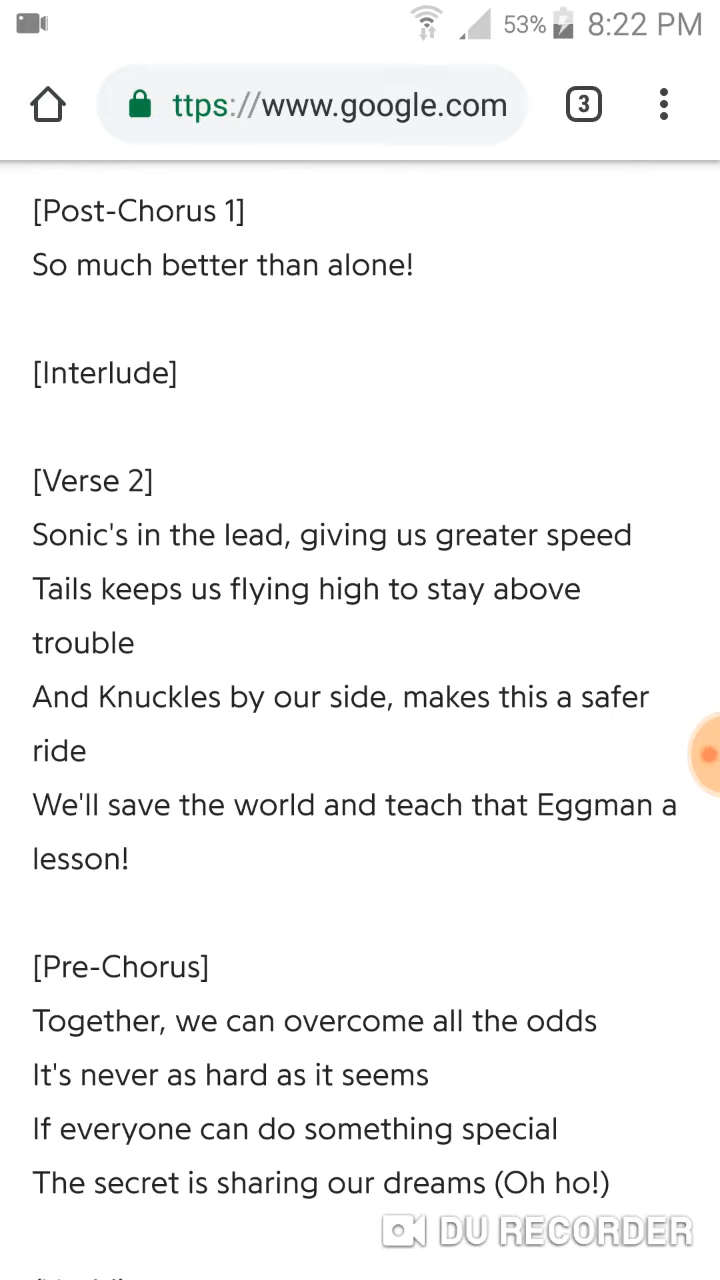 53% 8:22 PM
ttps://www.google.com 3
[Post-Chorus 1]
So much better than alone!
[Interlude]
[Verse 2]
Sonic's in the lead, giving us greater speed
Tails keeps us flying high to stay above
trouble
And Knuckles by our side, makes this a safer
ride
We'll save the world and teach that Eggman a
lesson!
[Pre-Chorus]
Together, we can overcome all the odds
It's never as hard as it seems
If everyone can do something special
The secret is sharing our dreams (Oh ho!)
DU RECORDER